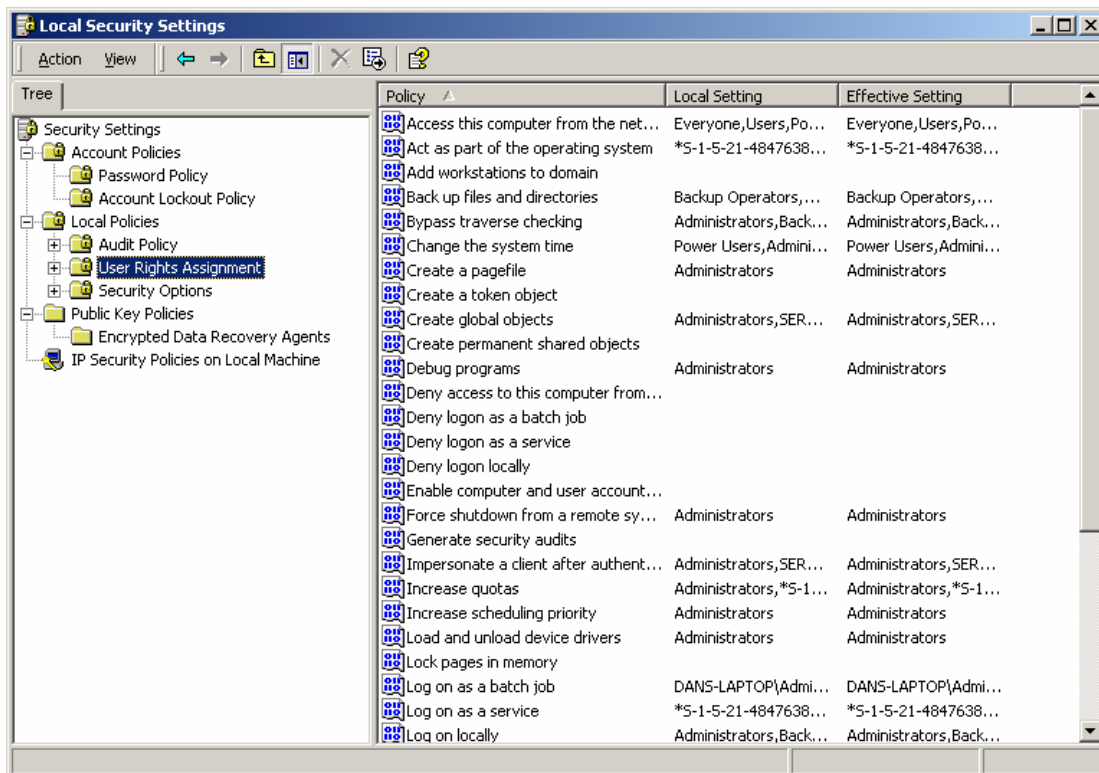 Local Security Settings
Action View
Tree
Security Settings
Account Policies
Password Policy
Account Lockout Policy
Local Policies
Audit Policy
User Rights Assignment
Security Options
Public Key Policies
Encrypted Data Recovery Agents
IP Security Policies on Local Machine
Policy Local Setting Effective Setting
Access this computer from the net... Everyone,Users,Po... Everyone,Users,Po...
Act as part of the operating system *S-1-5-21-4847638... *S-1-5-21-4847638...
Add workstations to domain
Back up files and directories Backup Operators,... Backup Operators,...
Bypass traverse checking Administrators,Back... Administrators,Back...
Change the system time Power Users,Admini... Power Users,Admini...
Create a pagefile Administrators Administrators
Create a token object
Create global objects Administrators,SER... Administrators,SER...
Create permanent shared objects
Debug programs Administrators Administrators
Deny access to this computer from...
Deny logon as a batch job
Deny logon as a service
Deny logon locally
Enable computer and user account...
Force shutdown from a remote sy... Administrators Administrators
Generate security audits
Impersonate a client after authent... Administrators,SER... Administrators,SER...
Increase quotas Administrators,*S-1... Administrators,*S-1...
Increase scheduling priority Administrators Administrators
Load and unload device drivers Administrators Administrators
Lock pages in memory
Log on as a batch job DANS-LAPTOP\Admi... DANS-LAPTOP\Admi...
Log on as a service *S-1-5-21-4847638... *S-1-5-21-4847638...
Log on locally Administrators,Back... Administrators,Back...